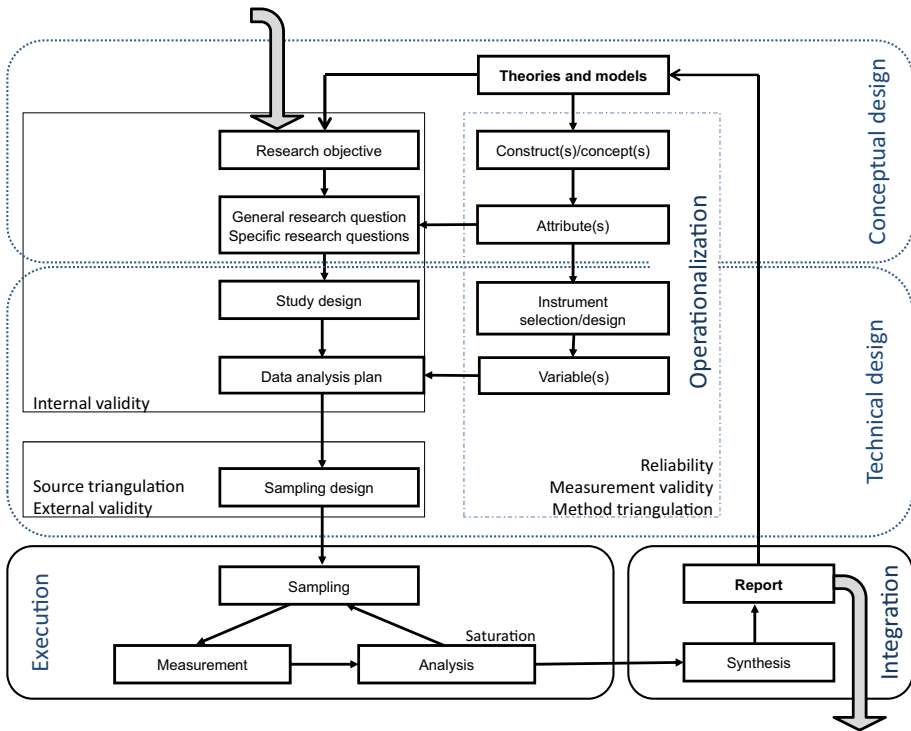 Theories and models
Research objective
Construct(s)/concept(s)
General research question
Specific research questions
Attribute(s)
Conceptual design
Operationalization
Study design
Instrument
selection/design
Data analysis plan
Variable(s)
Internal validity
Technical design
Source triangulation
External validity
Sampling design
Reliability
Measurement validity
Method triangulation
Execution
Sampling
Saturation
Measurement
Analysis
Report
Synthesis
Integration